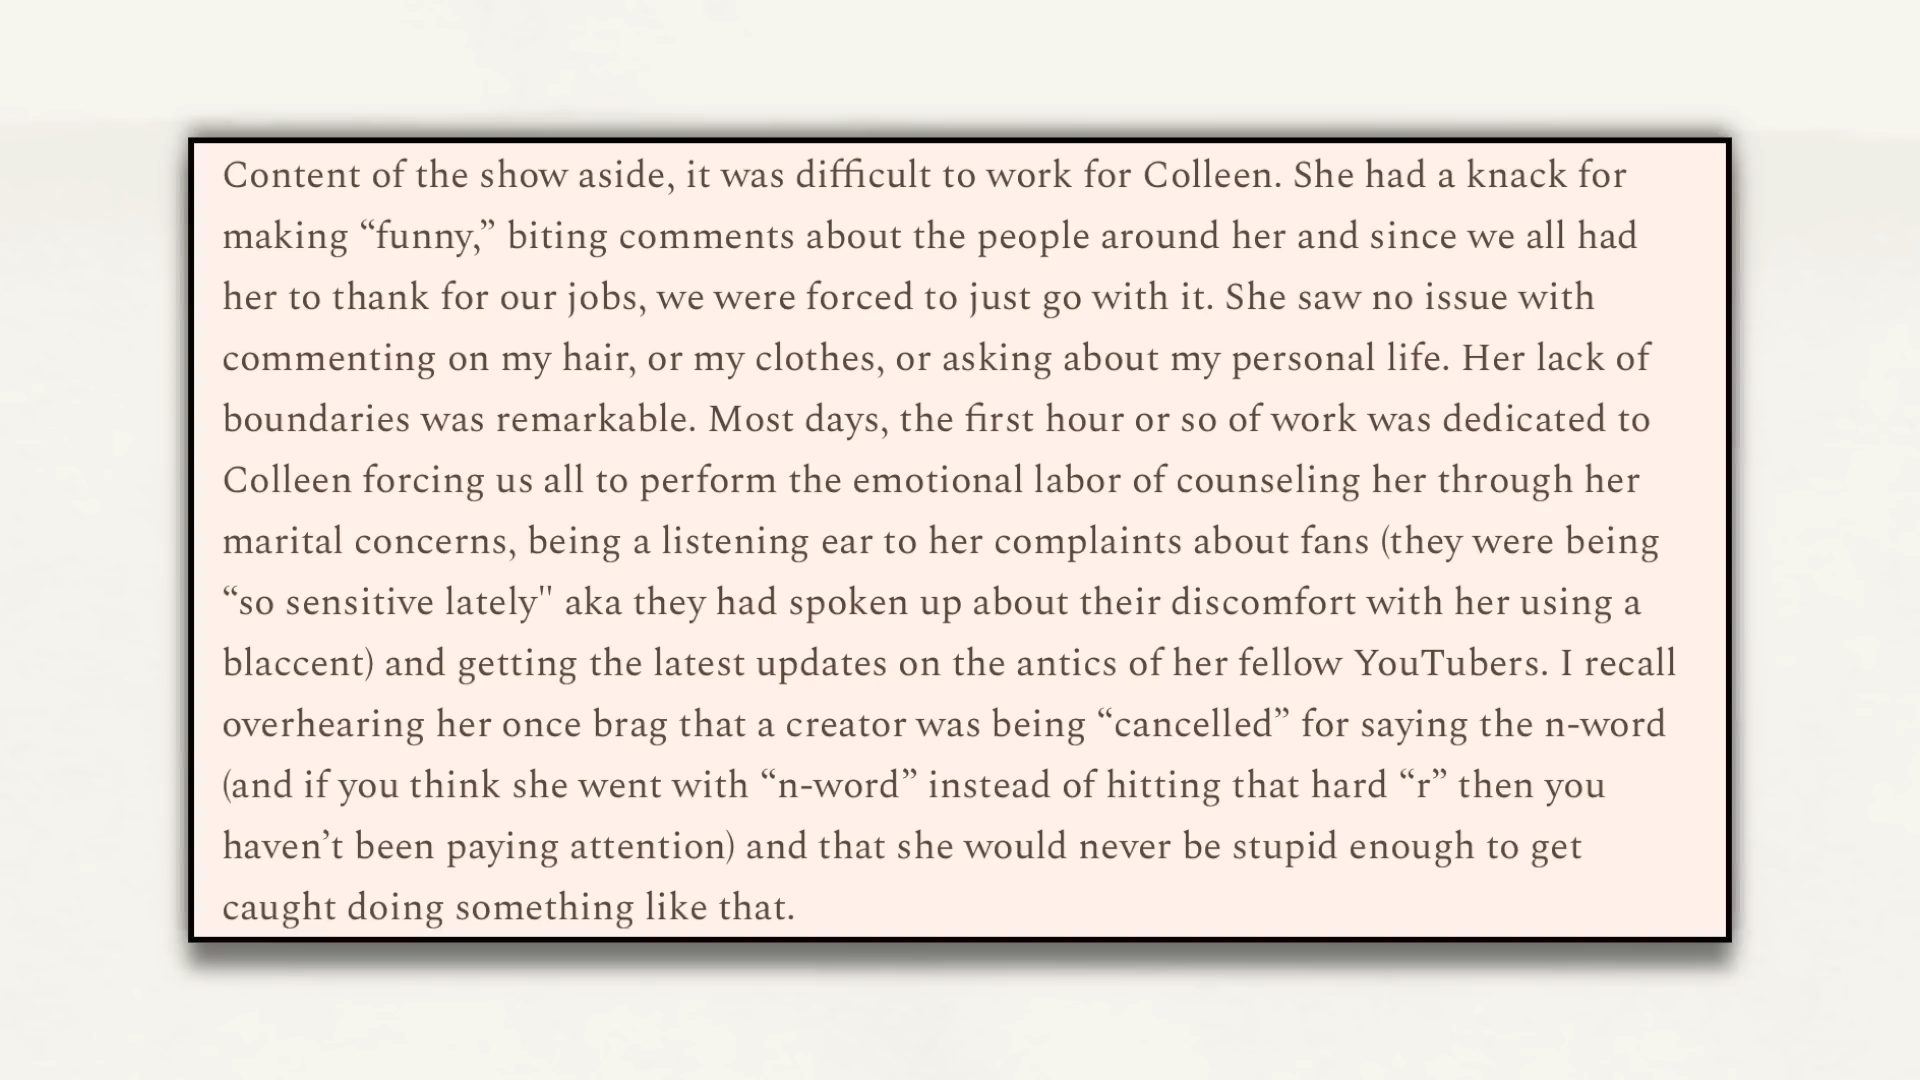 Content of the show aside, it was difficult to work for Colleen. She had a knack for
making “funny,” biting comments about the people around her and since we all had
her to thank for our jobs, we were forced to just go with it. She saw no issue with
commenting on my hair, or my clothes, or asking about my personal life. Her lack of
boundaries was remarkable. Most days, the first hour or so of work was dedicated to
Colleen forcing us all to perform the emotional labor of counseling her through her
marital concerns, being a listening ear to her complaints about fans (they were being
“so sensitive lately" aka they had spoken up about their discomfort with her using a
blaccent) and getting the latest updates on the antics of her fellow YouTubers. I recall
overhearing her once brag that a creator was being “cancelled” for saying the n-word
(and if you think she went with “n-word” instead of hitting that hard “r” then you
haven’t been paying attention) and that she would never be stupid enough to get
caught doing something like that.